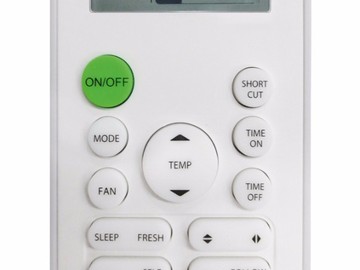 ON/OFF
SHORT
CUT
MODE
TIME
ON
TEMP
FAN
TIME
OFF
SLEEP FRESH